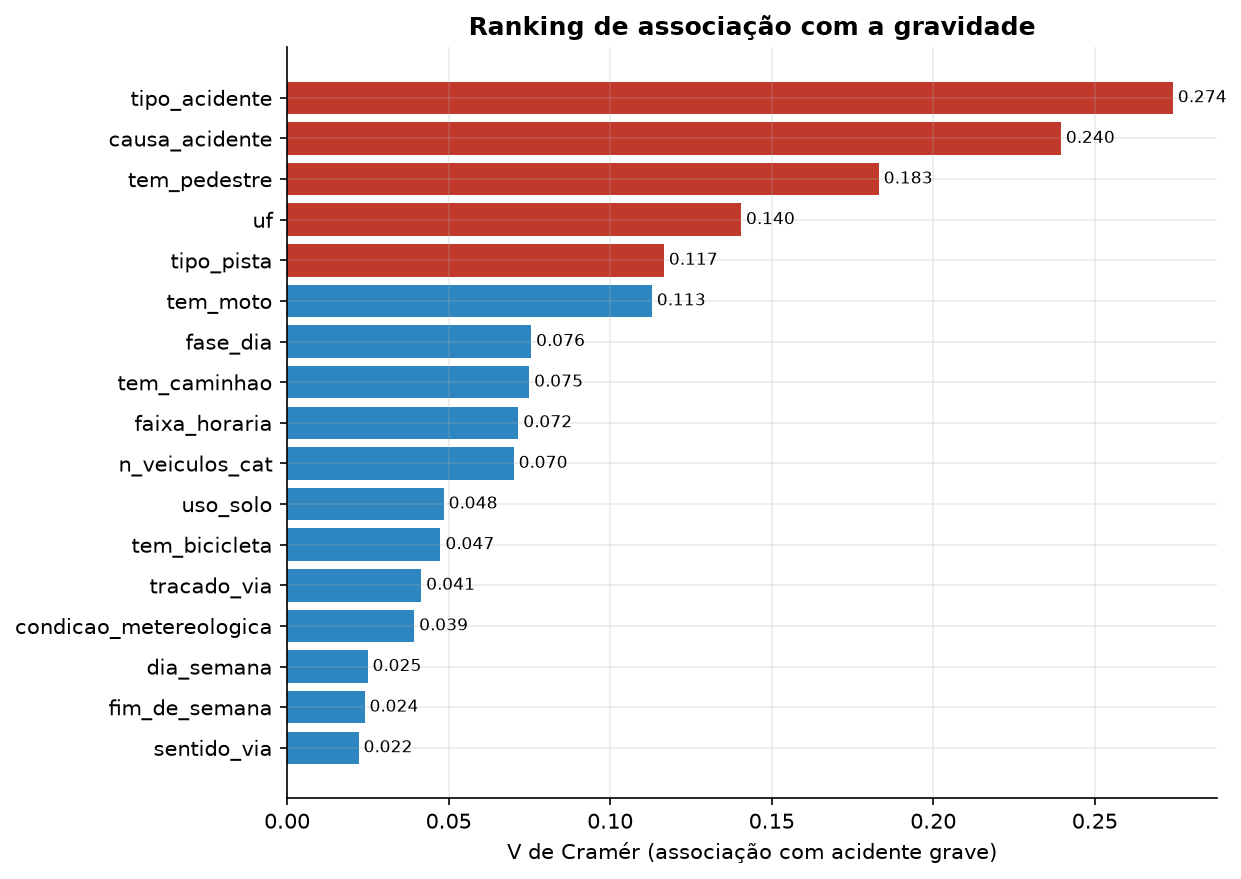 Ranking de associação com a gravidade
tipo_acidente 0.274
causa_acidente 0.240
tem_pedestre 0.183
uf 0.140
tipo_pista 0.117
tem_moto 0.113
fase_dia 0.076
tem_caminhao 0.075
faixa_horaria 0.072
n_veiculos_cat 0.070
uso_solo 0.048
tem_bicicleta 0.047
tracado_via 0.041
condicao_metereologica 0.039
dia_semana 0.025
fim_de_semana 0.024
sentido_via 0.022
0.00 0.05 0.10 0.15 0.20 0.25
V de Cramér (associação com acidente grave)